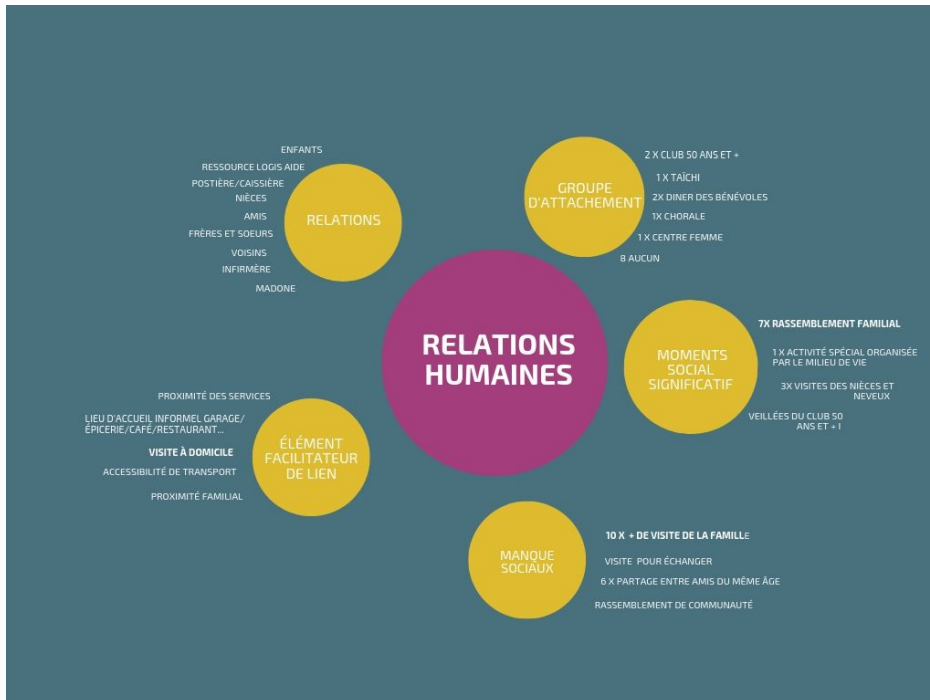 ENFANTS
RESSOURCE LOGIS AIDE
POSTIÈRE/CAISSIÈRE
NIÈCES
AMIS
FRÈRES ET SOEURS
VOISINS
INFIRMÈRE
MADONE
RELATIONS
2 X CLUB 50 ANS ET +
1 X TAÏCHI
2X DINER DES BÉNÉVOLES
1X CHORALE
1 X CENTRE FEMME
8 AUCUN
GROUPE
D'ATTACHEMENT
RELATIONS
HUMAINES
7X RASSEMBLEMENT FAMILIAL
1 X ACTIVITÉ SPÉCIAL ORGANISÉE
PAR LE MILIEU DE VIE
3X VISITES DES NIÈCES ET
NEVEUX
VEILLÉES DU CLUB 50
ANS ET + I
MOMENTS
SOCIAL
SIGNIFICATIF
PROXIMITÉ DES SERVICES
LIEU D'ACCUEIL INFORMEL GARAGE/
ÉPICERIE/CAFÉ/RESTAURANT...
VISITE À DOMICILE
ACCESSIBILITÉ DE TRANSPORT
PROXIMITÉ FAMILIAL
ÉLÉMENT
FACILITATEUR
DE LIEN
MANQUE
SOCIAUX
10 X + DE VISITE DE LA FAMILLE
VISITE POUR ÉCHANGER
6 X PARTAGE ENTRE AMIS DU MÊME ÂGE
RASSEMBLEMENT DE COMMUNAUTÉ